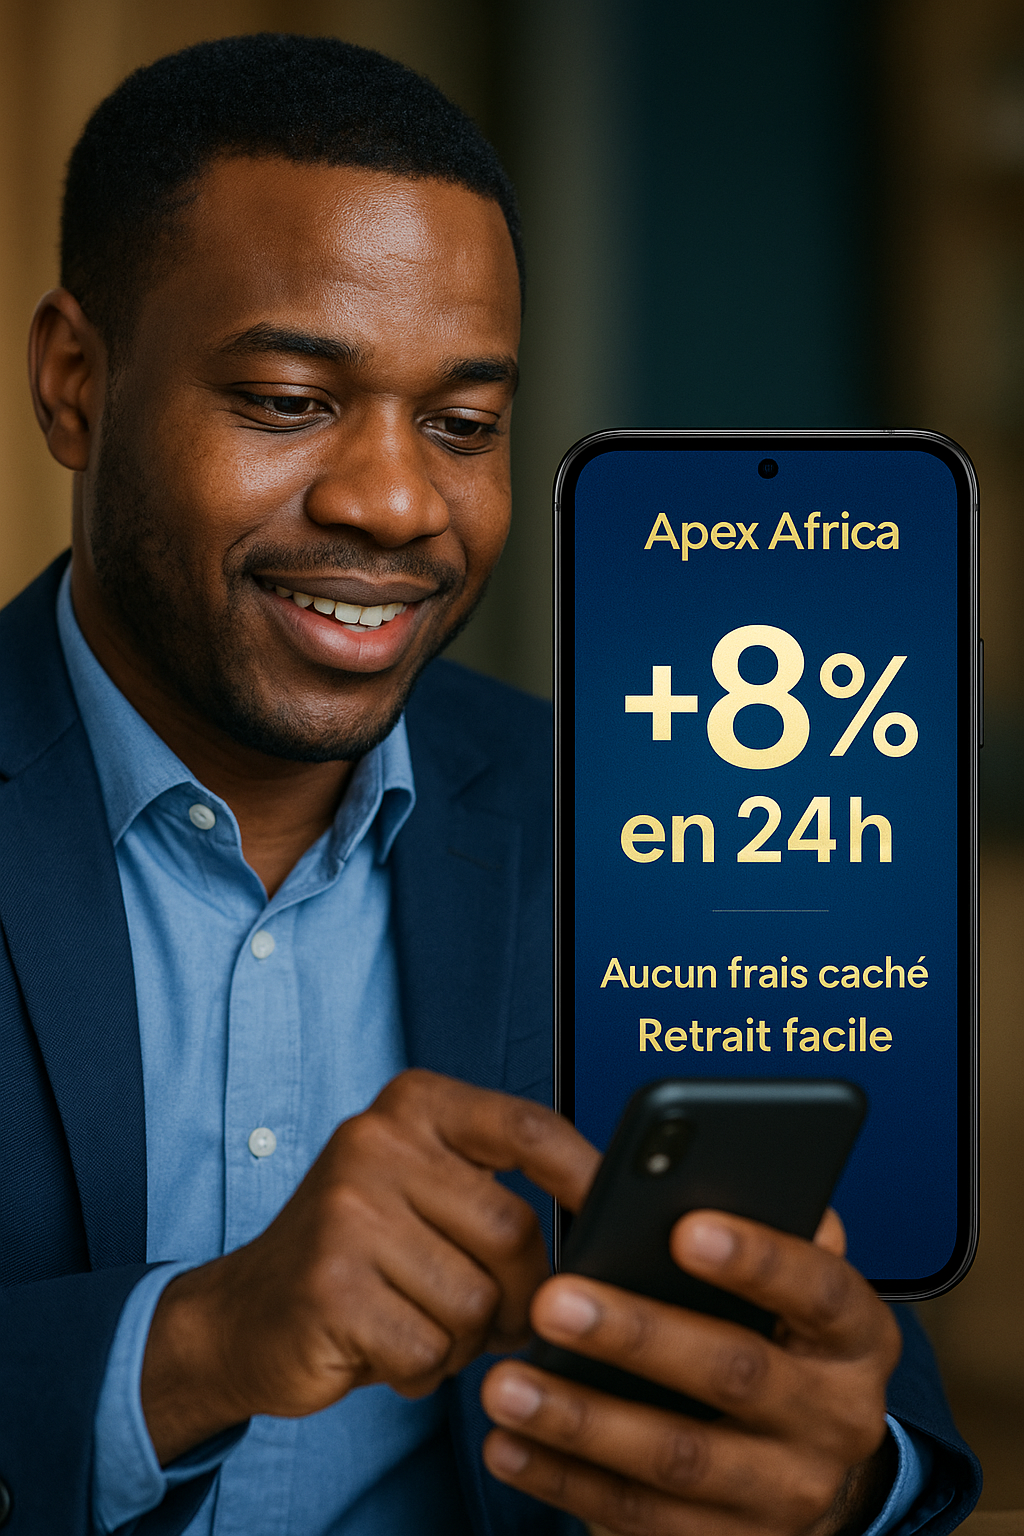 Apex Africa
+8%
en 24h
Aucun frais caché
Retrait facile